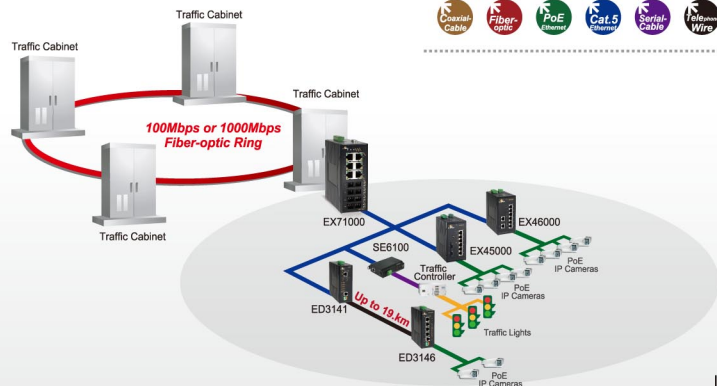 Coaxial-
Cable
Fiber-
optic
PoE
Ethernet
Cat.5
Ethernet
Serial-
Cable
Telephone
Wire
Traffic Cabinet
Traffic Cabinet
Traffic Cabinet
100Mbps or 1000Mbps
Fiber-optic Ring
Traffic Cabinet
EX71000
EX46000
SE6100
EX45000
PoE
IP Cameras
Traffic
Controller
PoE
IP Cameras
ED3141
Up to 19.km
Traffic Lights
ED3146
PoE
IP Cameras